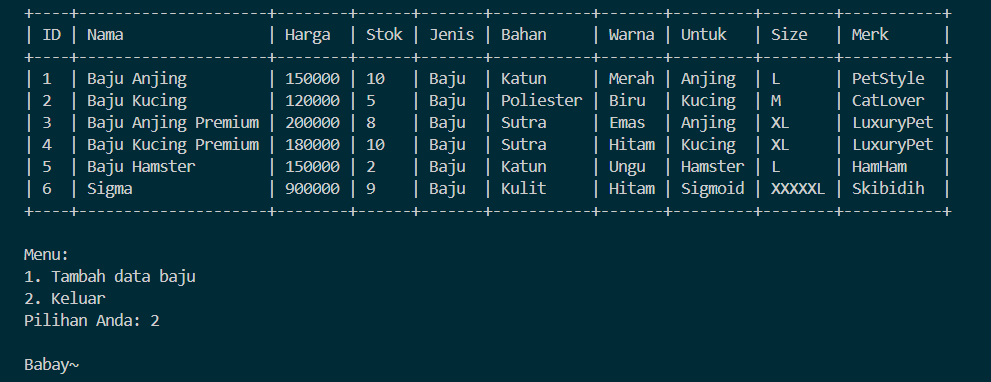 +----+---------------------+--------+------+-------+-----------+-------+---------+--------+-----------+
| ID | Nama                | Harga  | Stok | Jenis | Bahan     | Warna | Untuk   | Size   | Merk      |
+----+---------------------+--------+------+-------+-----------+-------+---------+--------+-----------+
| 1  | Baju Anjing         | 150000 | 10   | Baju  | Katun     | Merah | Anjing  | L      | PetStyle  |
| 2  | Baju Kucing         | 120000 | 5    | Baju  | Poliester | Biru  | Kucing  | M      | CatLover  |
| 3  | Baju Anjing Premium | 200000 | 8    | Baju  | Sutra     | Emas  | Anjing  | XL     | LuxuryPet |
| 4  | Baju Kucing Premium | 180000 | 10   | Baju  | Sutra     | Hitam | Kucing  | XL     | LuxuryPet |
| 5  | Baju Hamster        | 150000 | 2    | Baju  | Katun     | Ungu  | Hamster | L      | HamHam    |
| 6  | Sigma               | 900000 | 9    | Baju  | Kulit     | Hitam | Sigmoid | XXXXXL | Skibidih  |
+----+---------------------+--------+------+-------+-----------+-------+---------+--------+-----------+
Menu:
1. Tambah data baju
2. Keluar
Pilihan Anda: 2
Babay~